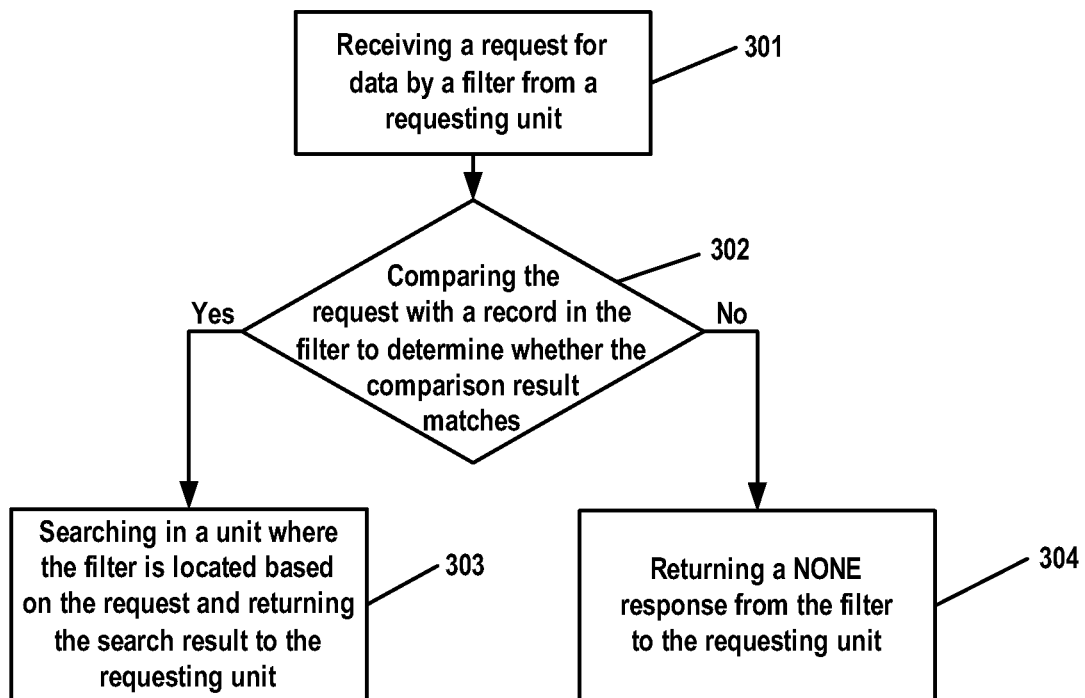 Receiving a request for
data by a filter from a
requesting unit
301
302
Comparing the
request with a record in the
filter to determine whether the
comparison result
matches
Yes
No
Searching in a unit where
the filter is located based
on the request and returning
the search result to the
requesting unit
303
Returning a NONE
response from the filter
to the requesting unit
304